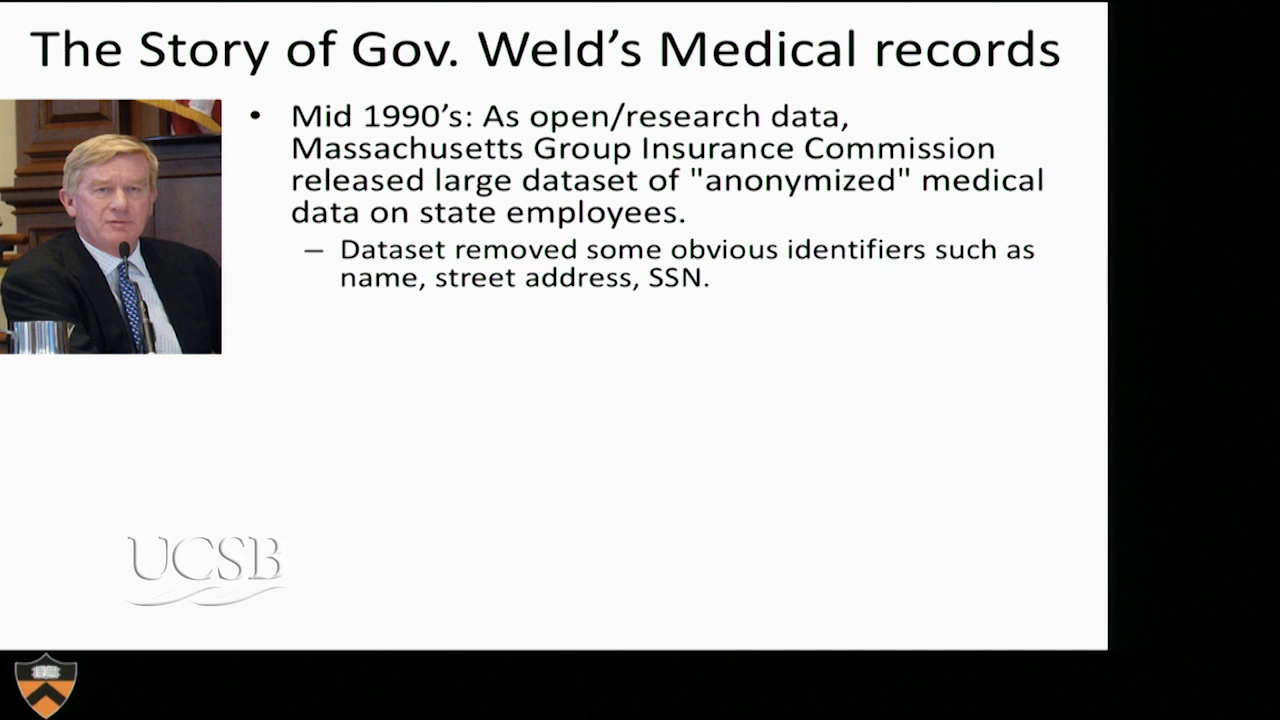 The Story of Gov. Weld’s Medical records
• Mid 1990’s: As open/research data,
Massachusetts Group Insurance Commission
released large dataset of "anonymized" medical
data on state employees.
– Dataset removed some obvious identifiers such as
name, street address, SSN.
UCSB